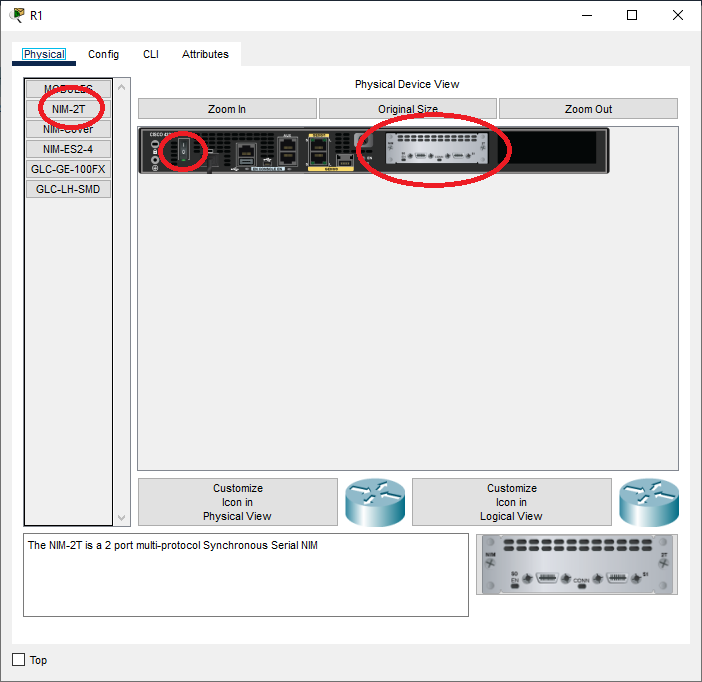 R1
Physical
Config
CLI
Attributes
MODULES
NIM-2T
NIM-Cover
NIM-ES2-4
GLC-GE-100FX
GLC-LH-SMD
Physical Device View
Zoom In
Original Size
Zoom Out
CISCO
AUX
Customize
Icon in
Physical View
Customize
Icon in
Logical View
The NIM-2T is a 2 port multi-protocol Synchronous Serial NIM
NIM
2T
S0
EN
CONN
S1
Top